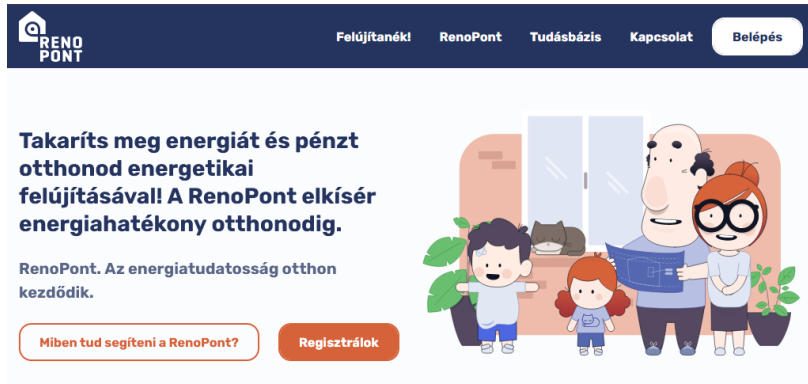 RENO
PONT
Felújítanék!
RenoPont
Tudásbázis
Kapcsolat
Belépés
Takaríts meg energiát és pénzt
otthonod energetikai
felújításával! A RenoPont elkísér
energiahatékony otthonodig.
RenoPont. Az energiatudatosság otthon
kezdődik.
Miben tud segíteni a RenoPont?
Regisztrálok